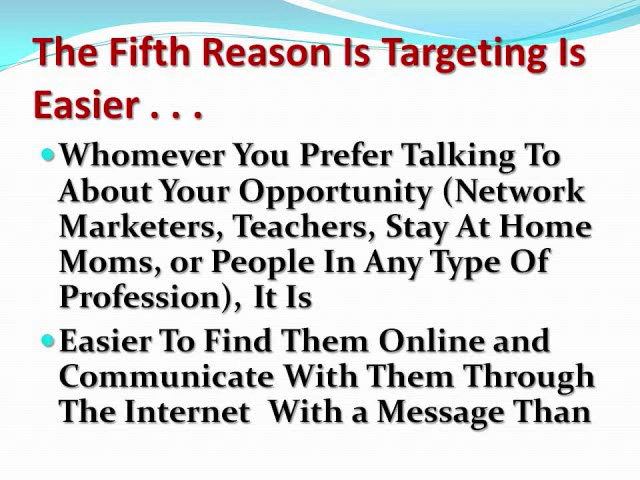 The Fifth Reason Is Targeting Is
Easier . . .
Whomever You Prefer Talking To
About Your Opportunity (Network
Marketers, Teachers, Stay At Home
Moms, or People In Any Type Of
Profession), It Is
Easier To Find Them Online and
Communicate With Them Through
The Internet  With a Message Than